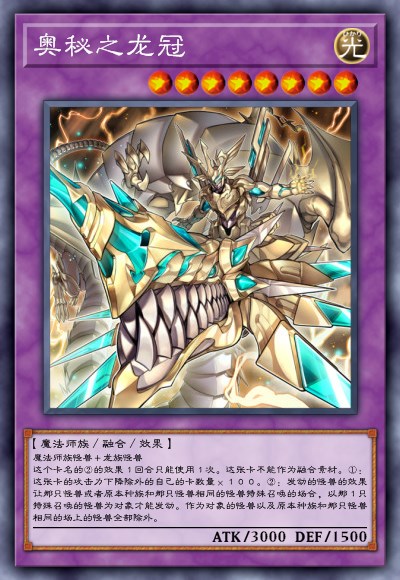 奥秘之龙冠
光
ひかり
【魔法师族／融合／效果】
魔法师族怪兽＋龙族怪兽
这个卡名的②的效果１回合只能使用１次。这张卡不能作为融合素材。①：
这张卡的攻击力下降除外的自己的卡数量×１００。②：发动的怪兽的效果
让那只怪兽或者原本种族和那只怪兽相同的怪兽特殊召唤的场合，以那１只
特殊召唤的怪兽为对象才能发动。作为对象的怪兽以及原本种族和那只怪兽
相同的场上的怪兽全部除外。
ATK/3000 DEF/1500